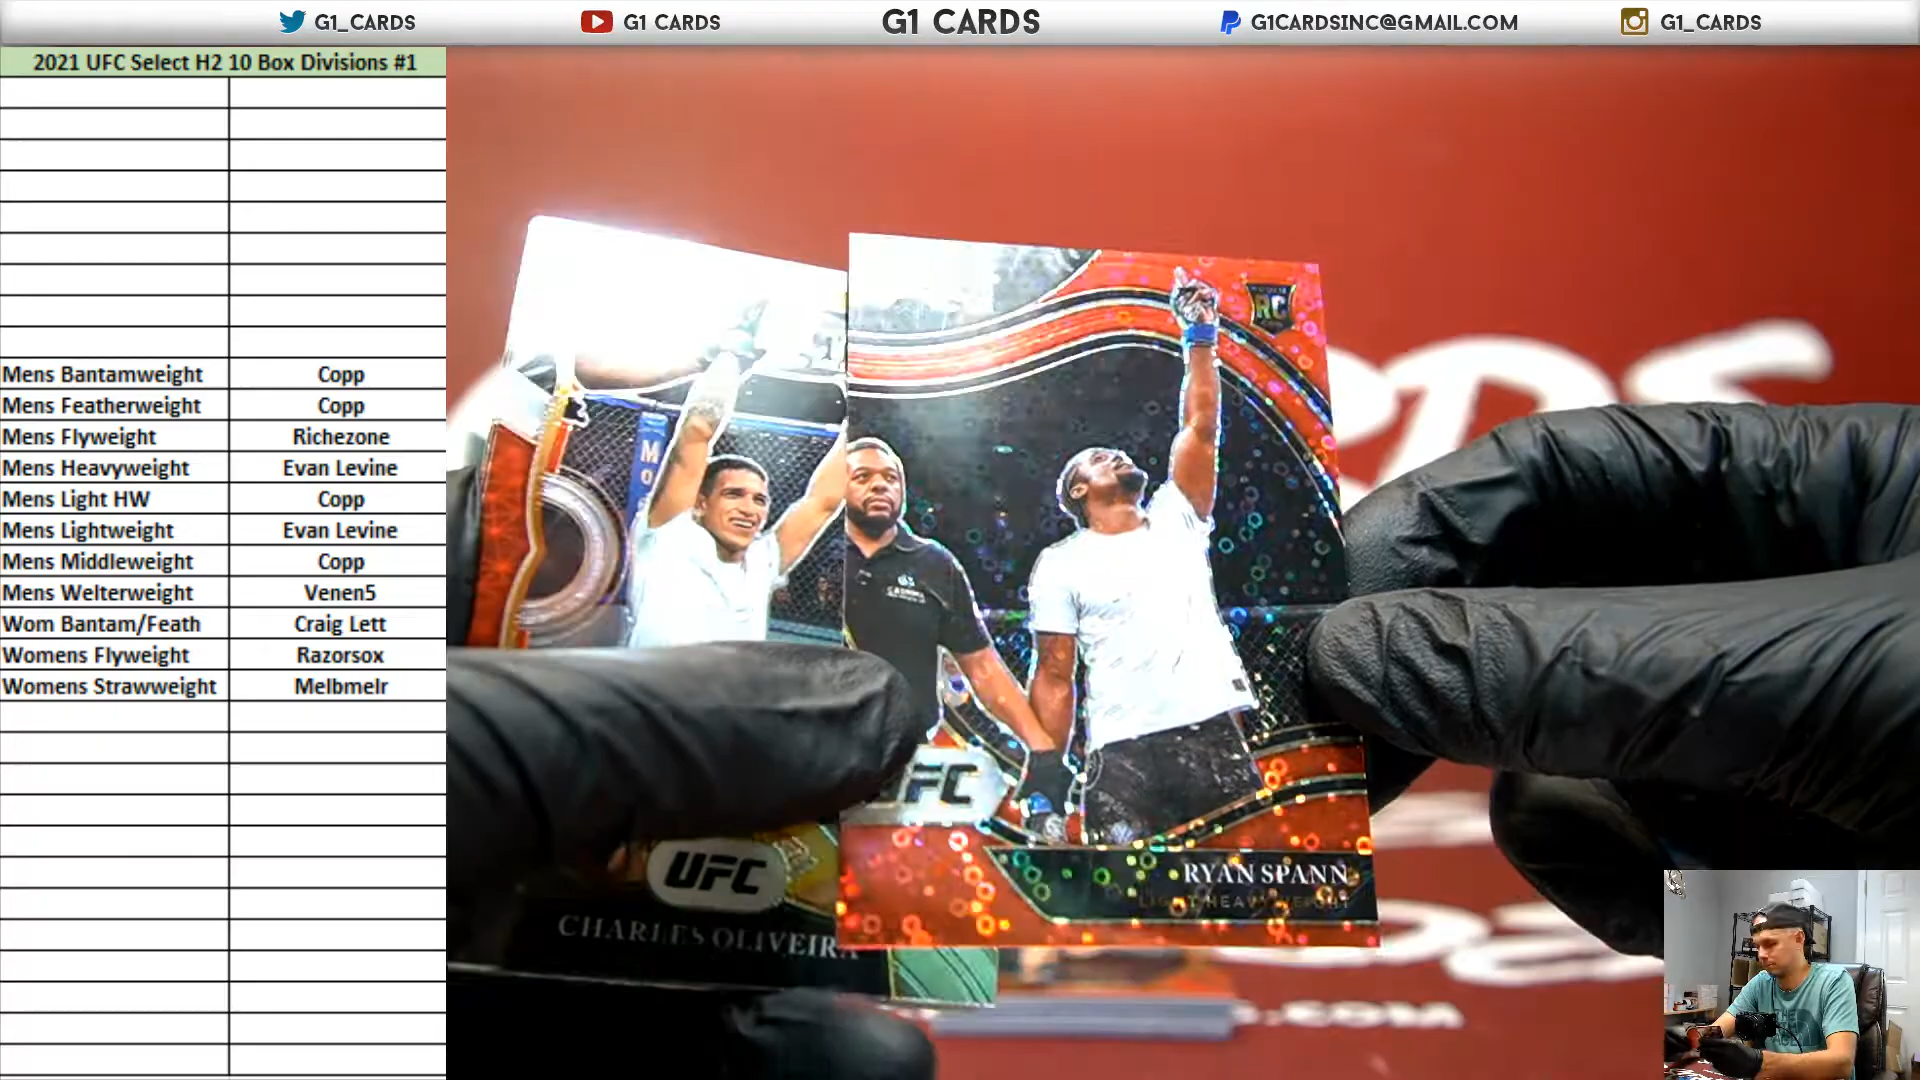 G1_CARDS
G1 CARDS
G1 CARDS
G1CARDSINC@GMAIL.COM
G1_CARDS
2021 UFC Select H2 10 Box Divisions #1
Mens Bantamweight Copp
Mens Featherweight Copp
Mens Flyweight Richezone
Mens Heavyweight Evan Levine
Mens Light HW Copp
Mens Lightweight Evan Levine
Mens Middleweight Copp
Mens Welterweight Venen5
Wom Bantam/Feath Craig Lett
Womens Flyweight Razorsox
Womens Strawweight Melbmelr
RC
UFC
RYAN SPANN
LIGHT HEAVYWEIGHT
UFC
CHARLES OLIVEIRA
.COM